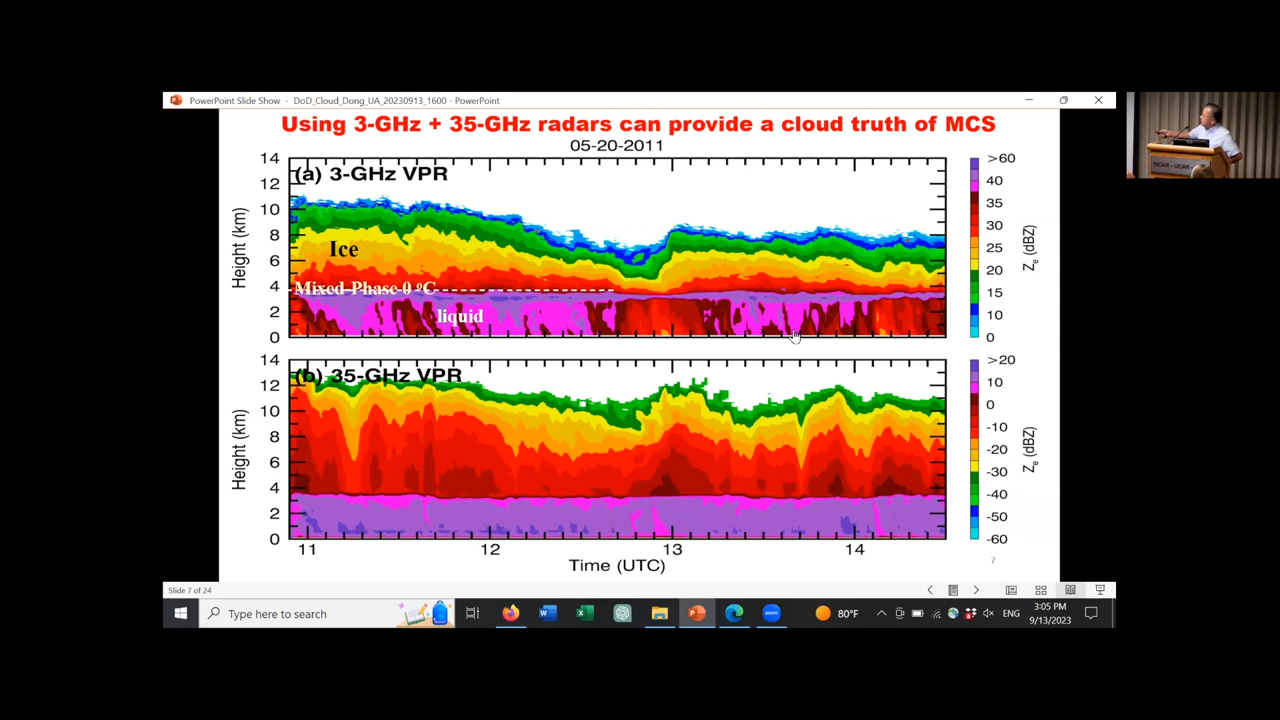 PowerPoint Slide Show - DoD_Cloud_Dong_UA_20230913_1600 - PowerPoint
Using 3-GHz + 35-GHz radars can provide a cloud truth of MCS
05-20-2011
(a) 3-GHz VPR
Ice
Mixed-Phase 0 °C
liquid
14
12
10
8
6
4
2
0
Height (km)
>60
40
35
30
25
20
15
10
0
Ze (dBZ)
(b) 35-GHz VPR
14
12
10
8
6
4
2
0
Height (km)
>20
10
0
-10
-20
-30
-40
-50
-60
Ze (dBZ)
11 12 13 14
Time (UTC)
7
Slide 7 of 24
Type here to search
80°F
ENG
3:05 PM
9/13/2023
NCAR - UCAR